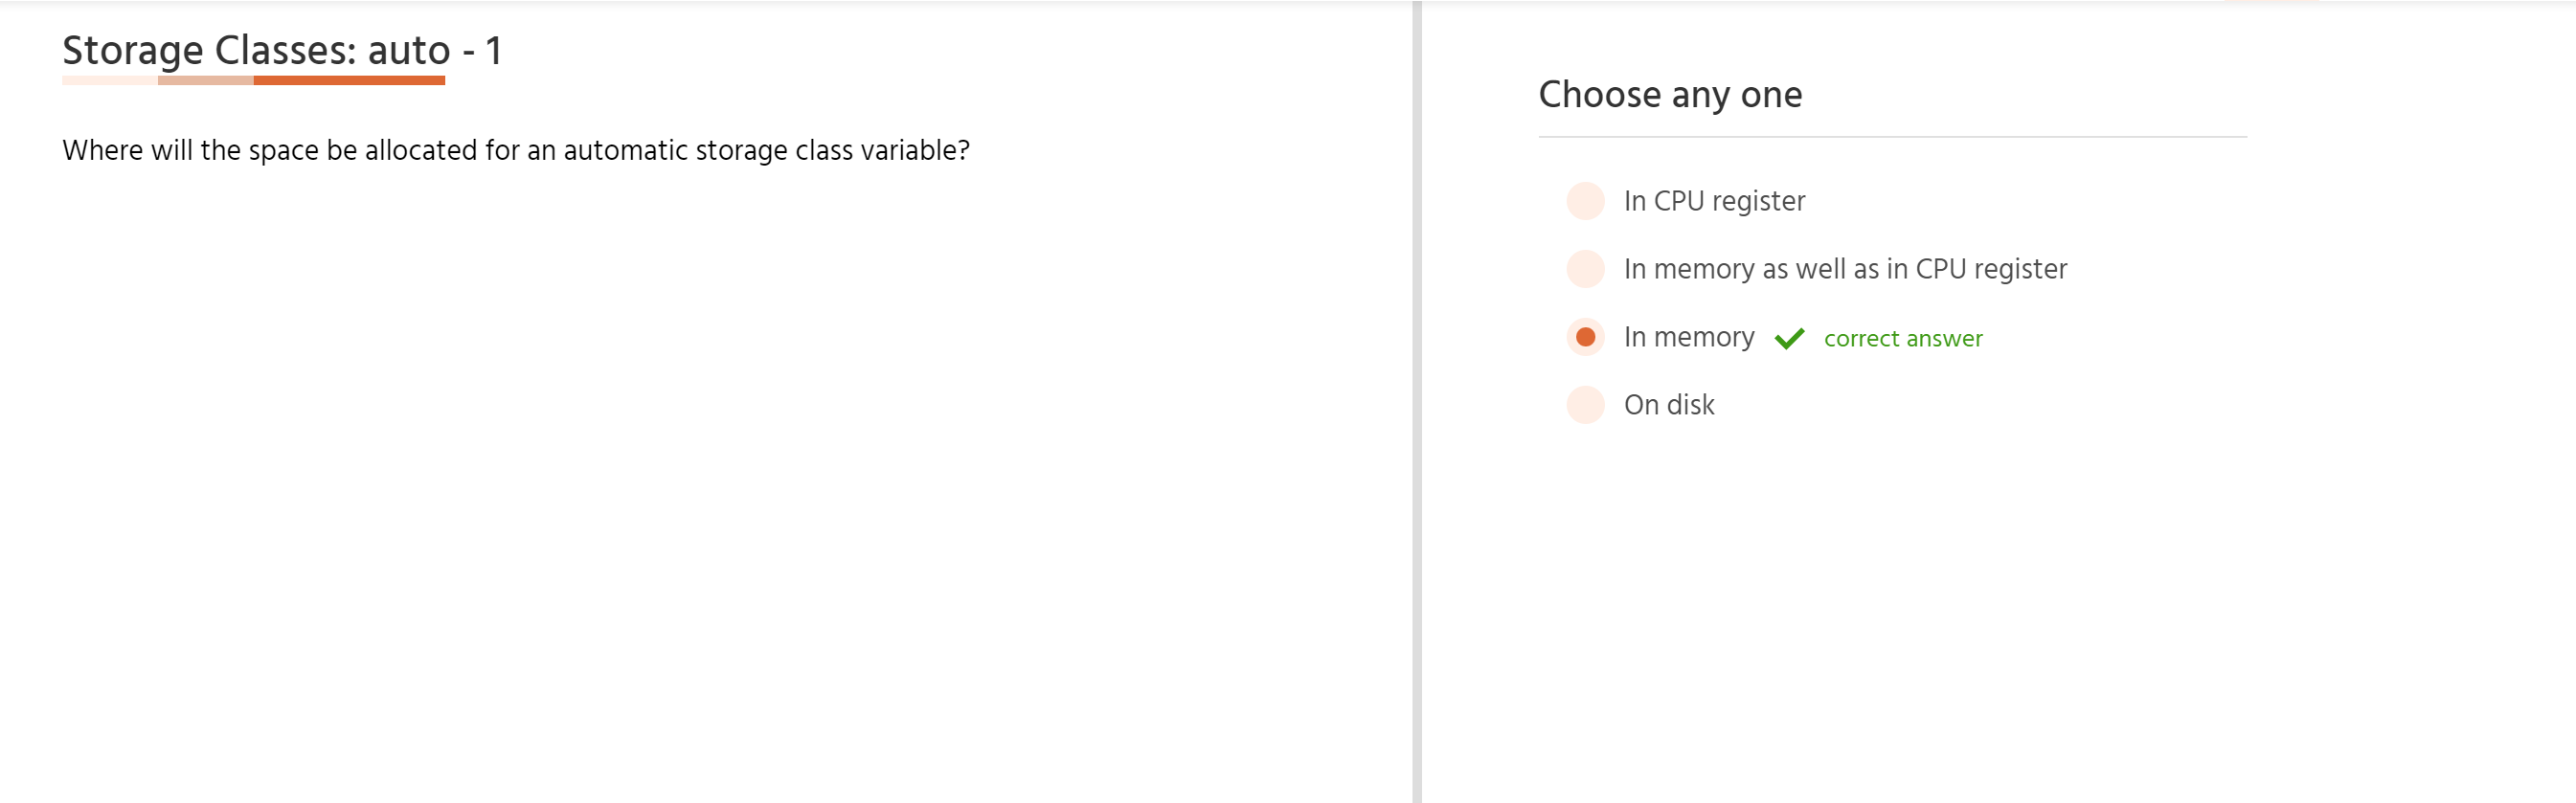 Storage Classes: auto - 1
Where will the space be allocated for an automatic storage class variable?
Choose any one
In CPU register
In memory as well as in CPU register
In memory correct answer
On disk